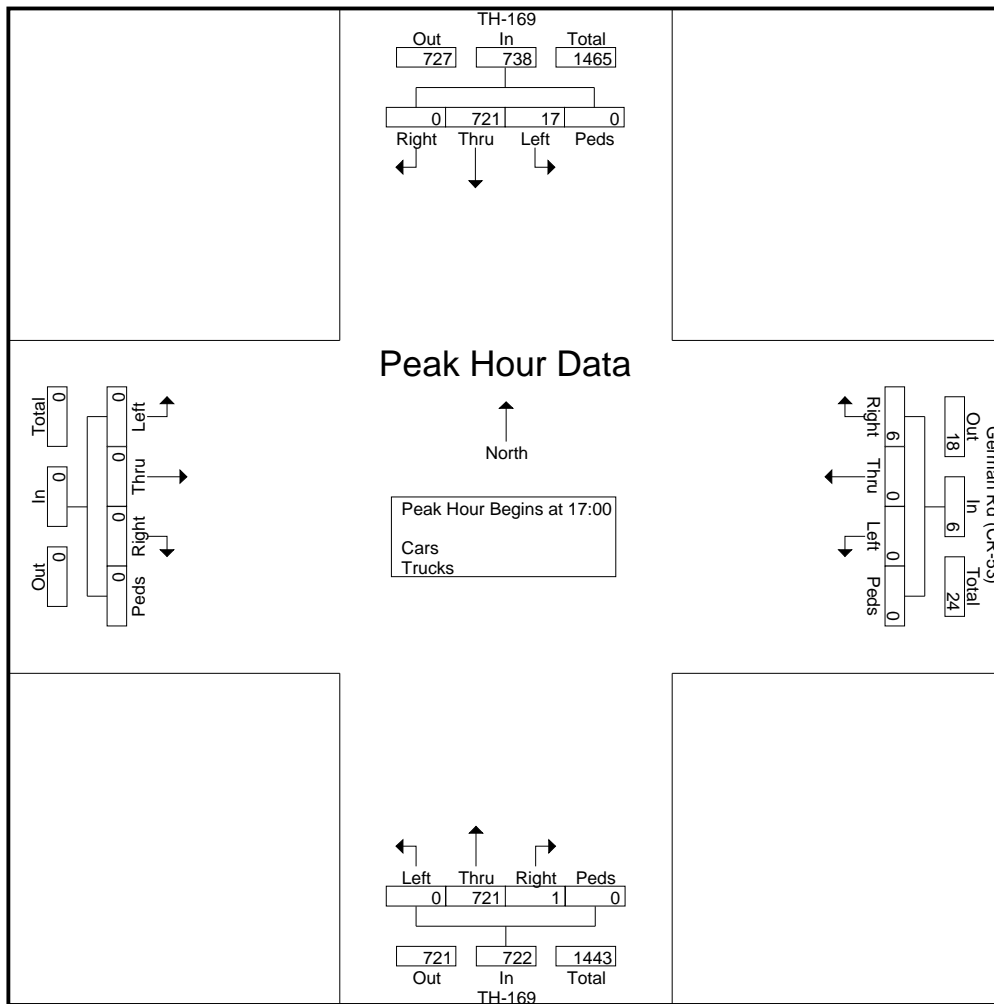 TH-169
Out In Total
727 738 1465
0 721 17 0
Right Thru Left Peds
Peak Hour Data
North
Peak Hour Begins at 17:00
Cars
Trucks
Total In Out
0 0 0
0 0 0 0
Left Thru Right Peds
Right Thru Left Peds
6 0 0 0
18 6 24
Out In Total
Left Thru Right Peds
0 721 1 0
721 722 1443
Out In Total
TH-169